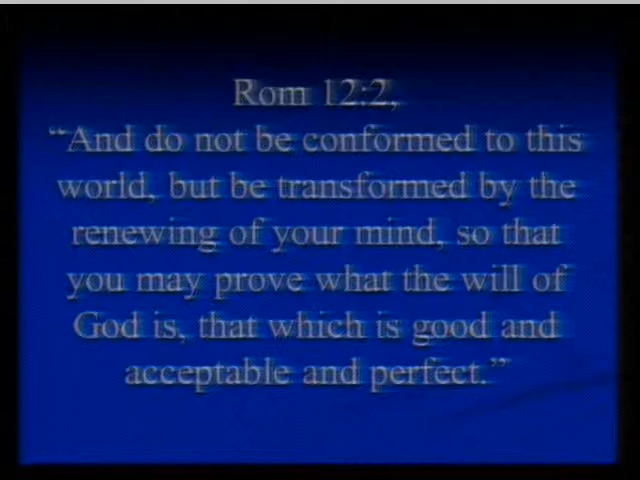 Rom 12:2,
“And do not be conformed to this
world, but be transformed by the
renewing of your mind, so that
you may prove what the will of
God is, that which is good and
acceptable and perfect.”